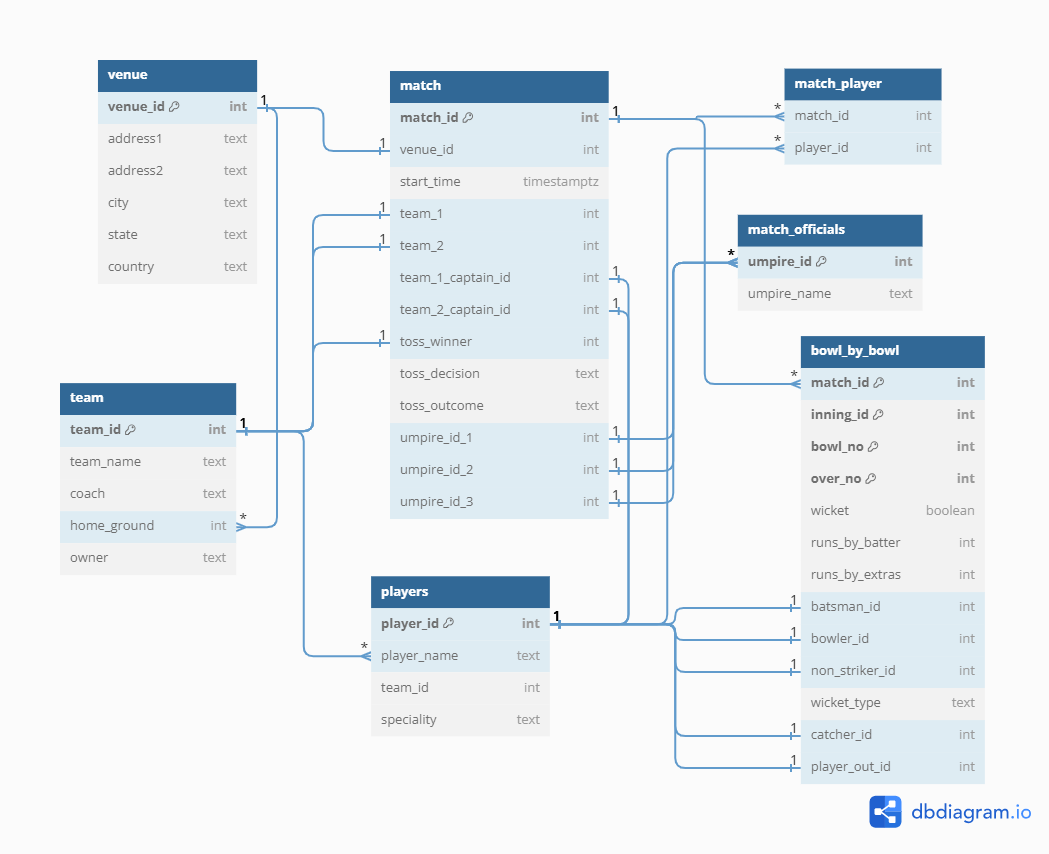 venue
venue_id int
address1 text
address2 text
city text
state text
country text
1
*
match
match_id int
venue_id int
start_time timestamptz
team_1 int
team_2 int
team_1_captain_id int
team_2_captain_id int
toss_winner int
toss_decision text
toss_outcome text
umpire_id_1 int
umpire_id_2 int
umpire_id_3 int
1
1
1
1
1
1
1
1
1
1
match_player
match_id int
player_id int
*
*
match_officials
umpire_id int
umpire_name text
*
team
team_id int
team_name text
coach text
home_ground int
owner text
1
players
player_id int
player_name text
team_id int
speciality text
1
*
bowl_by_bowl
match_id int
inning_id int
bowl_no int
over_no int
wicket boolean
runs_by_batter int
runs_by_extras int
batsman_id int
bowler_id int
non_striker_id int
wicket_type text
catcher_id int
player_out_id int
*
1
1
1
1
1
dbdiagram.io